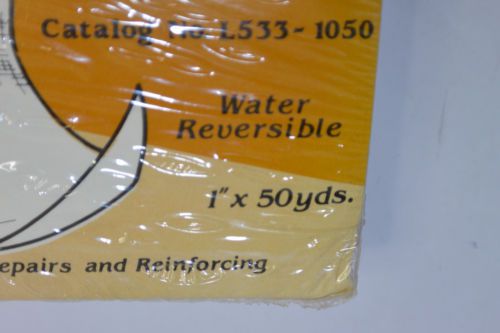 Catalog No. L533-1050
Water
Reversible
1" x 50yds.
epairs and Reinforcing